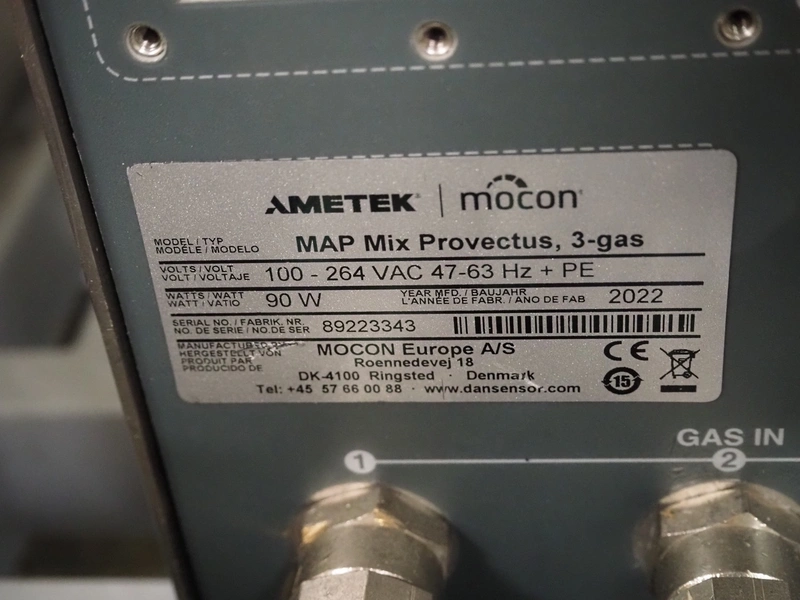 AMETEK® | mocon®
MODEL / TYP
MODÈLE / MODELO
MAP Mix Provectus, 3-gas
VOLTS / VOLT
VOLT / VOLTAJE
100 - 264 VAC 47-63 Hz + PE
WATTS / WATT
WATT / VATIO
90 W
YEAR MFD. / BAUJAHR
L'ANNÉE DE FABR. / ANO DE FAB
2022
SERIAL NO. / FABRIK. NR.
NO. DE SERIE / NO. DE SER
89223343
MANUFACTURED
HERGESTELLT VON
PRODUIT PAR
PRODUCIDO DE
MOCON Europe A/S
Roennedevej 18
DK-4100 Ringsted · Denmark
Tel: +45 57 66 00 88 · www.dansensor.com
CE
15
GAS IN
1
2